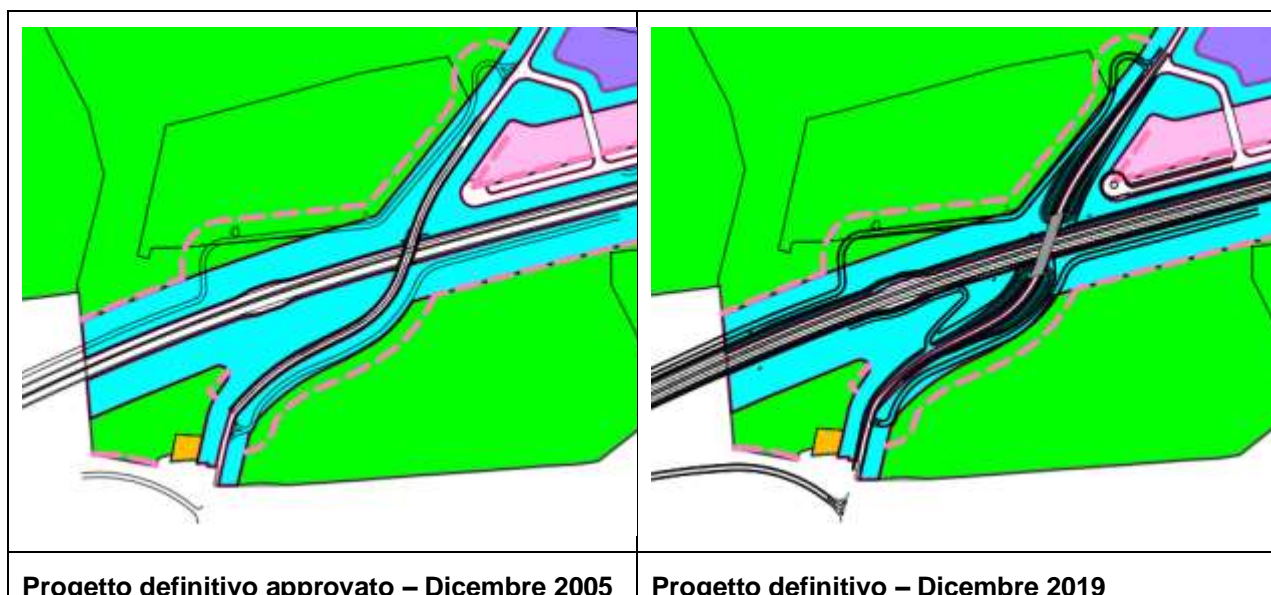 Progetto definitivo approvato – Dicembre 2005
Progetto definitivo – Dicembre 2019